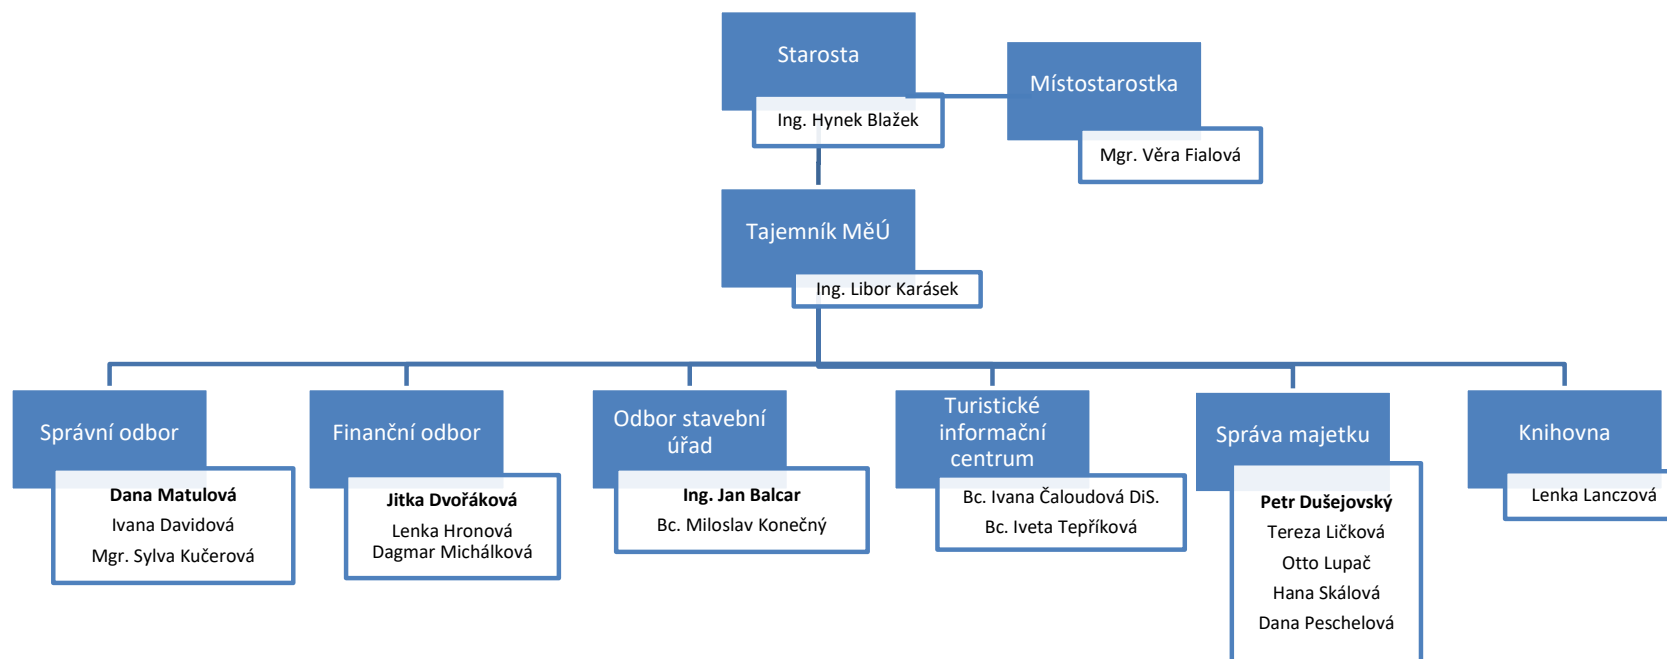 Starosta
Ing. Hynek Blažek
Místostarostka
Mgr. Věra Fialová
Tajemník MěÚ
Ing. Libor Karásek
Správní odbor
Dana Matulová
Ivana Davidová
Mgr. Sylva Kučerová
Finanční odbor
Jitka Dvořáková
Lenka Hronová
Dagmar Michálková
Odbor stavební
úřad
Ing. Jan Balcar
Bc. Miloslav Konečný
Turistické
informační
centrum
Bc. Ivana Čaloudová DiS.
Bc. Iveta Tepříková
Správa majetku
Petr Dušejovský
Tereza Ličková
Otto Lupač
Hana Skálová
Dana Peschelová
Knihovna
Lenka Lanczová